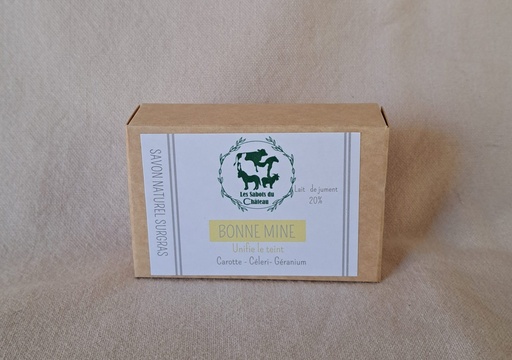 SAVON NATUREL SURGRAS
Les Sabots du
Château
Lait de jument
20%
BONNE MINE
Unifie le teint
Carotte - Céleri- Géranium